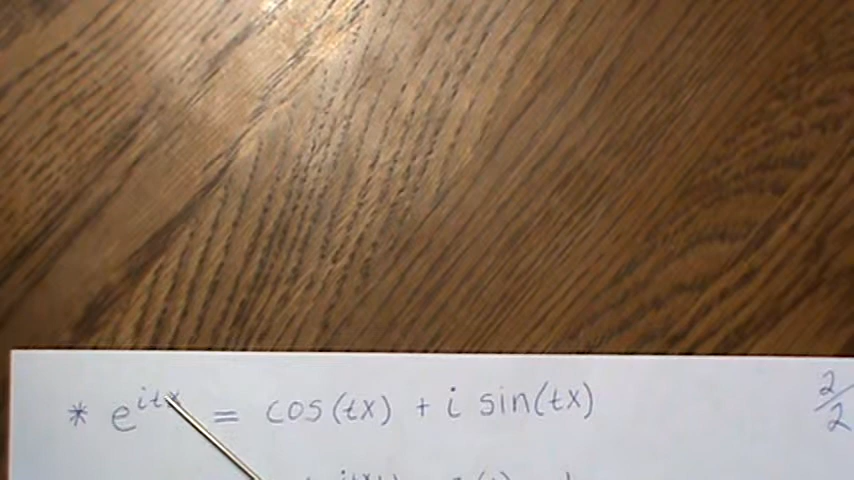 * e^{itx} = cos(tx) + i sin(tx)
2/2